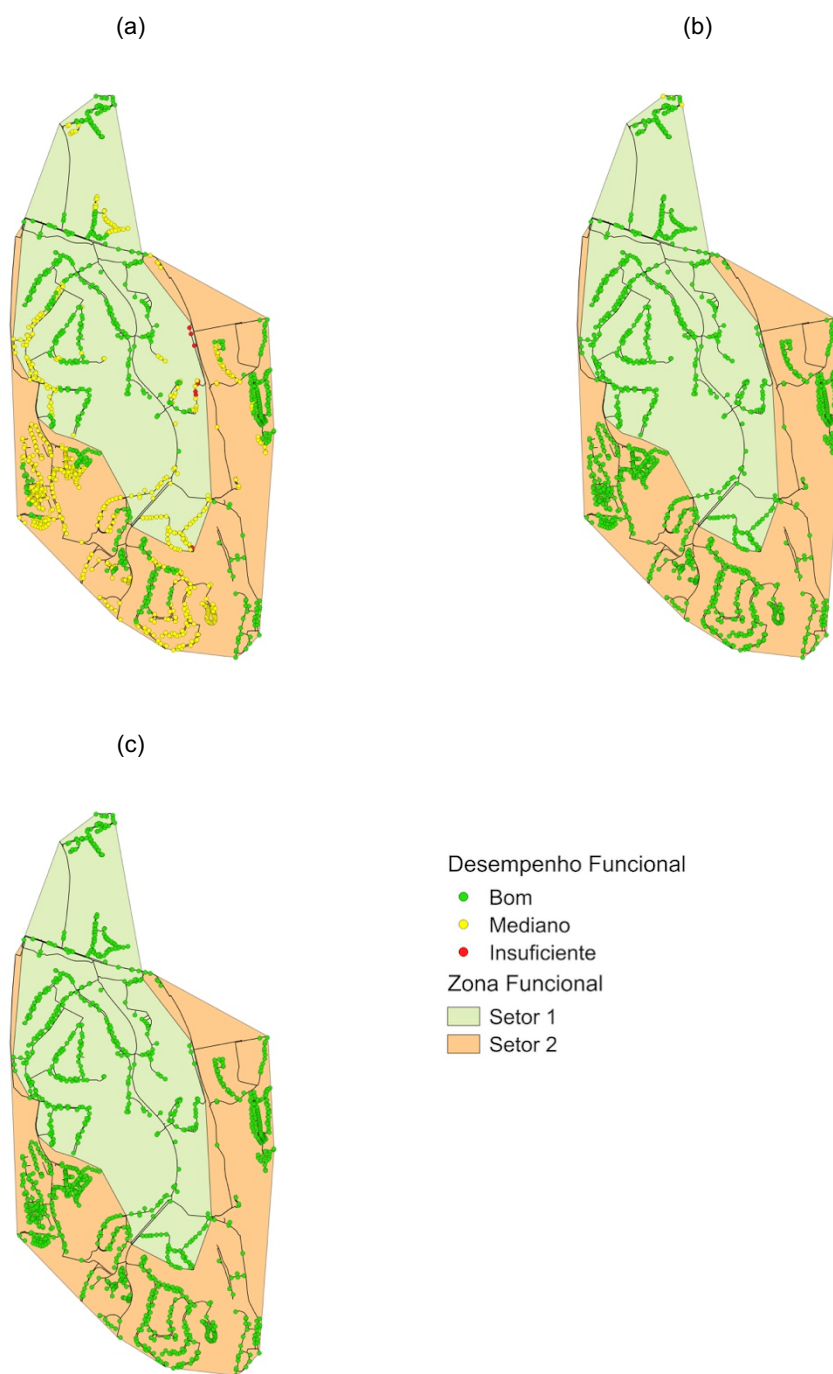 (a)
(b)
(c)
Desempenho Funcional
Bom
Mediano
Insuficiente
Zona Funcional
Setor 1
Setor 2